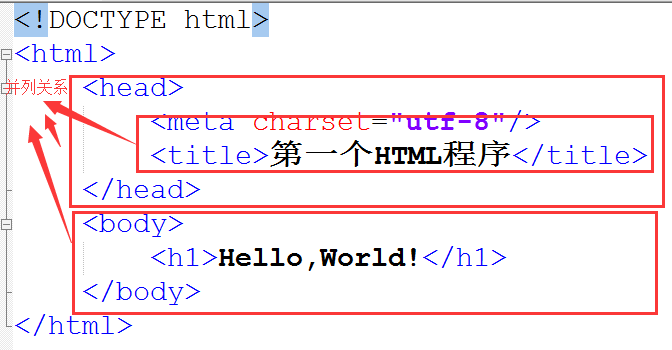 <!DOCTYPE html>
<html>
并列关系
<head>
<meta charset="utf-8"/>
<title>第一个HTML程序</title>
</head>
<body>
<h1>Hello,World!</h1>
</body>
</html>